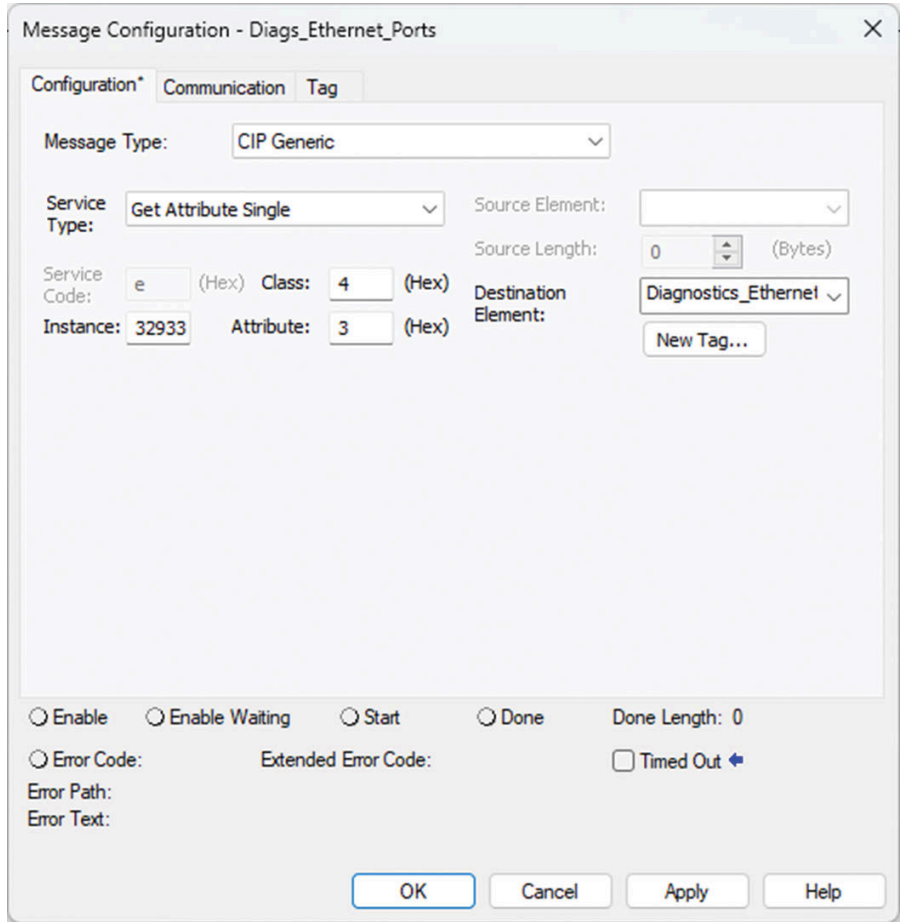 Message Configuration - Diags_Ethernet_Ports
Configuration* Communication Tag
Message Type: CIP Generic
Service Type: Get Attribute Single
Source Element:
Source Length: 0 (Bytes)
Service Code: e (Hex) Class: 4 (Hex)
Destination Element: Diagnostics_Ethernet
Instance: 32933 Attribute: 3 (Hex)
New Tag...
Enable Enable Waiting Start Done Done Length: 0
Error Code: Extended Error Code: Timed Out
Error Path:
Error Text:
OK Cancel Apply Help